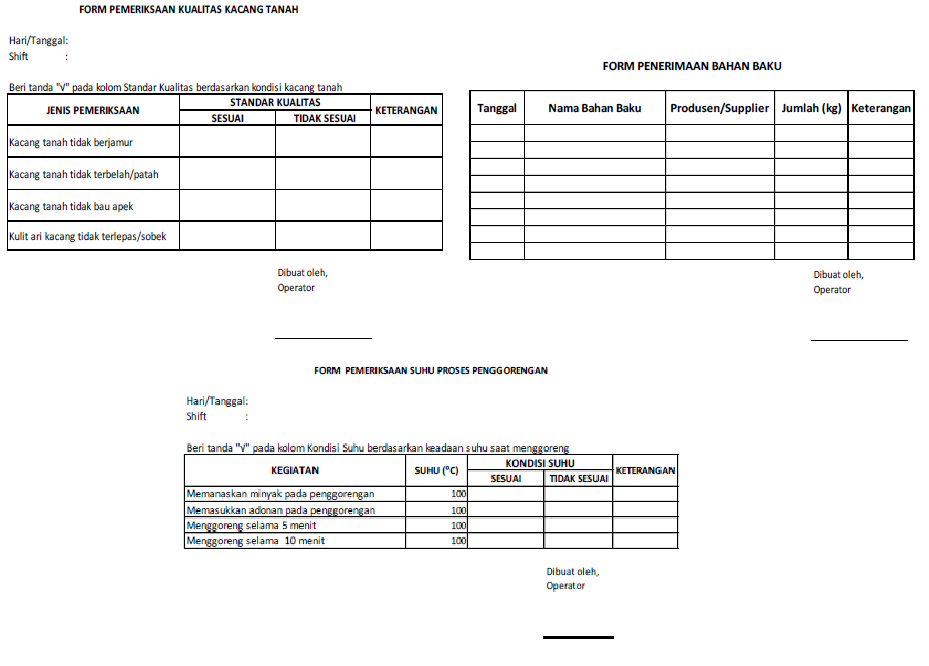 FORM PEMERIKSAAN KUALITAS KACANG TANAH
Hari/Tanggal:
Shift :
Beri tanda "√" pada kolom Standar Kualitas berdasarkan kondisi kacang tanah
JENIS PEMERIKSAAN STANDAR KUALITAS KETERANGAN
SESUAI TIDAK SESUAI
Kacang tanah tidak berjamur
Kacang tanah tidak terbelah/patah
Kacang tanah tidak bau apek
Kulit ari kacang tidak terlepas/sobek
Dibuat oleh,
Operator
FORM PENERIMAAN BAHAN BAKU
Tanggal Nama Bahan Baku Produsen/Supplier Jumlah (kg) Keterangan
Dibuat oleh,
Operator
FORM PEMERIKSAAN SUHU PROSES PENGGORENGAN
Hari/Tanggal:
Shift :
Beri tanda "√" pada kolom Kondisi Suhu berdasarkan keadaan suhu saat menggoreng
KEGIATAN SUHU (°C) KONDISI SUHU KETERANGAN
SESUAI TIDAK SESUAI
Memanaskan minyak pada penggorengan 100
Memasukkan adonan pada penggorengan 100
Menggoreng selama 5 menit 100
Menggoreng selama 10 menit 100
Dibuat oleh,
Operator